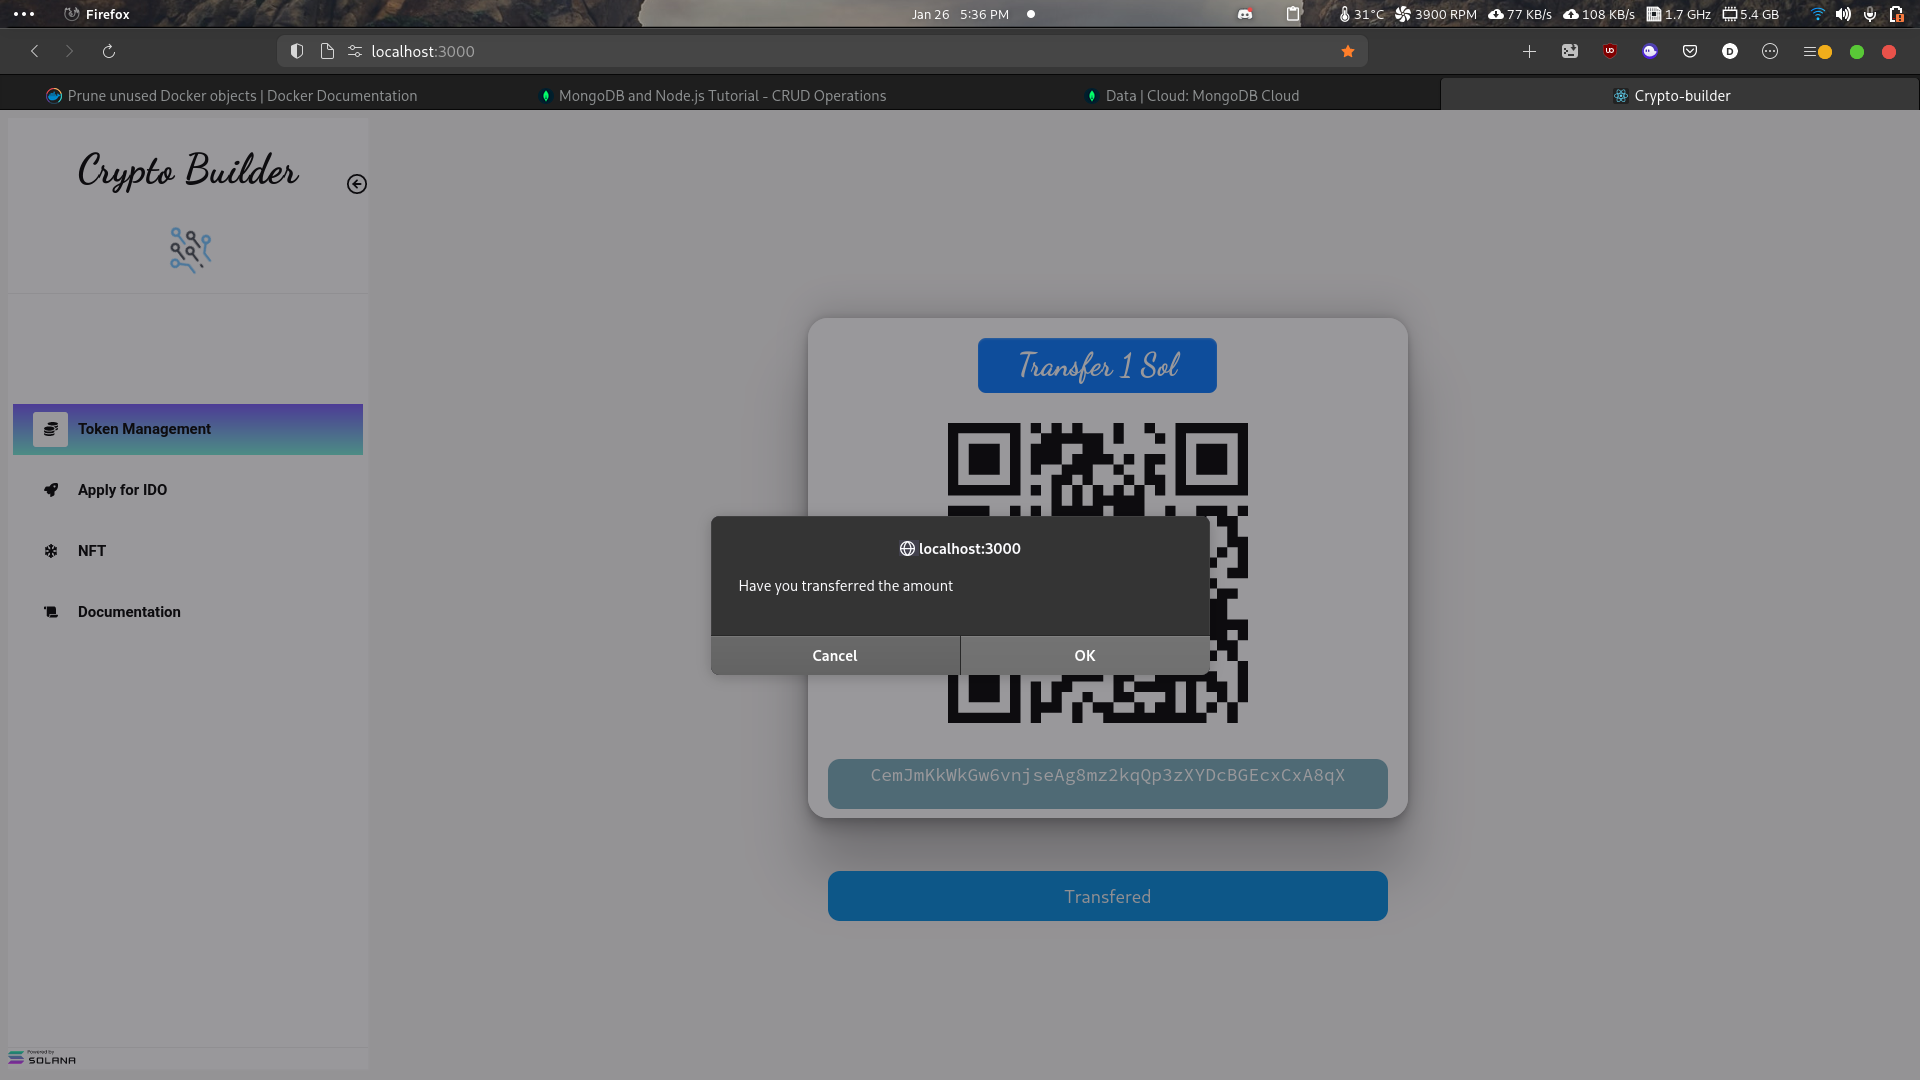 Firefox
Jan 26 5:36 PM
31°C 3900 RPM 77 KB/s 108 KB/s 1.7 GHz 5.4 GB
localhost:3000
Prune unused Docker objects | Docker Documentation
MongoDB and Node.js Tutorial - CRUD Operations
Data | Cloud: MongoDB Cloud
Crypto-builder
Crypto Builder
Token Management
Apply for IDO
NFT
Documentation
Powered by
SOLANA
Transfer 1 Sol
localhost:3000
Have you transferred the amount
Cancel
OK
CemJmKkWkGw6vnjseAg8mz2kqQp3zXYDcBGEcxCxA8qX
Transfered